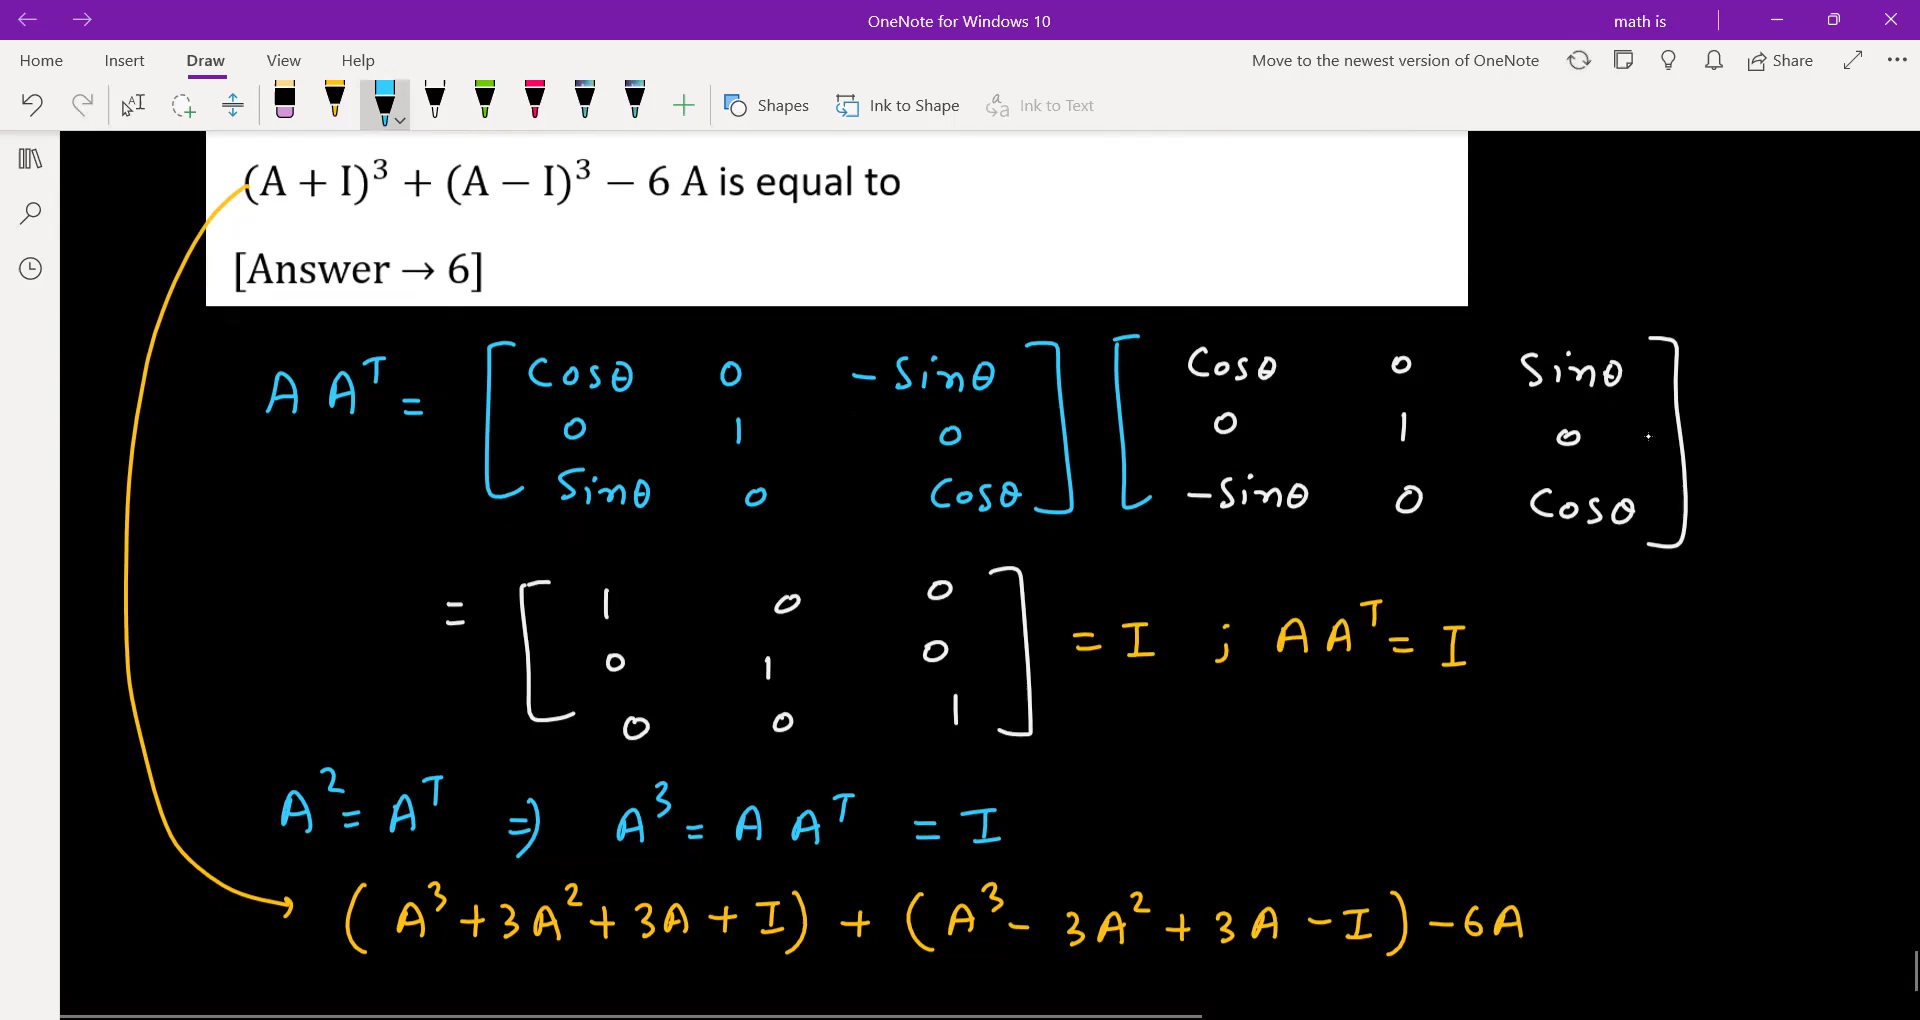 OneNote for Windows 10
math is
Home Insert Draw View Help
Move to the newest version of OneNote
Share
Shapes
Ink to Shape
Ink to Text
(A + I)³ + (A − I)³ − 6 A is equal to
[Answer → 6]
A Aᵀ = [ Cosθ 0 - Sinθ ] [ Cosθ 0 Sinθ ]
0 1 0 0 1 0
Sinθ 0 Cosθ -Sinθ 0 Cosθ
= [ 1 0 0 ] = I ; A Aᵀ = I
0 1 0
0 0 1
A² = Aᵀ ⇒ A³ = A Aᵀ = I
( A³ + 3A² + 3A + I ) + ( A³ - 3A² + 3A - I ) - 6A